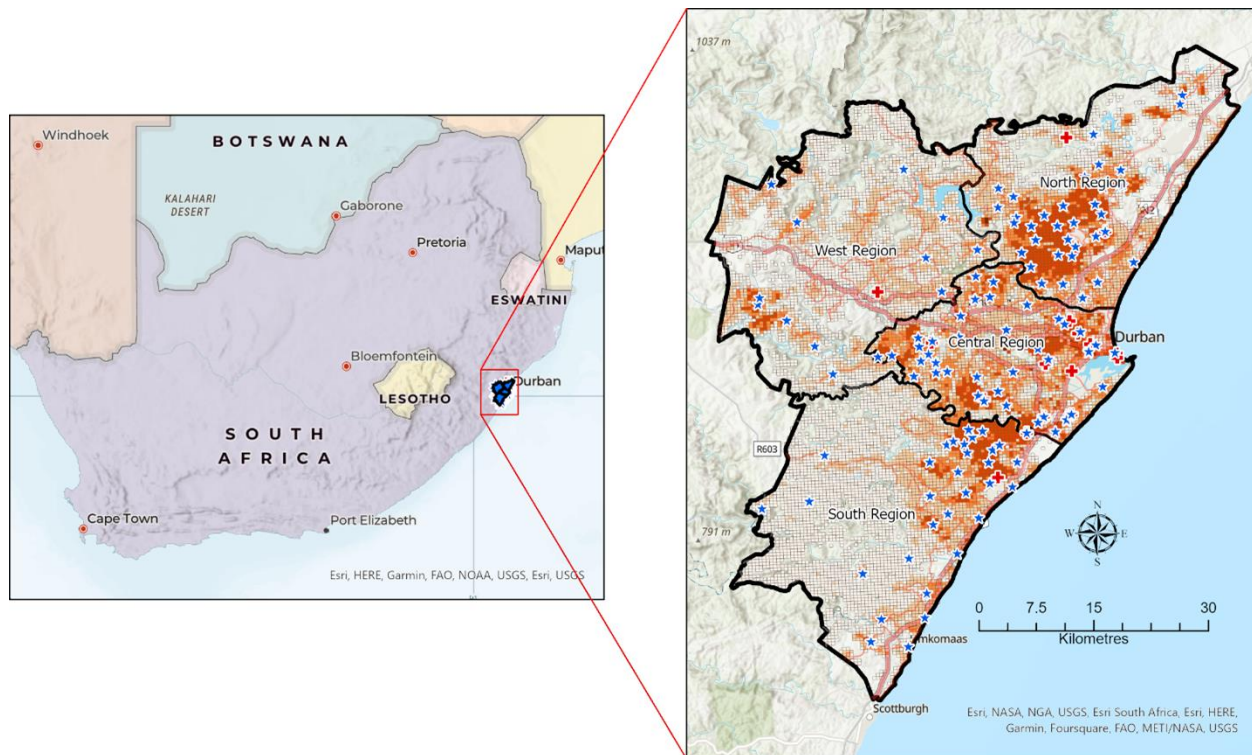 Windhoek
BOTSWANA
KALAHARI
DESERT
Gaborone
Pretoria
Maput
ESWATINI
Bloemfontein
LESOTHO
Durban
SOUTH
AFRICA
Cape Town
Port Elizabeth
Esri, HERE, Garmin, FAO, NOAA, USGS, Esri, USGS
1037 m
North Region
West Region
Central Region
Durban
R603
South Region
791 m
N
W E
S
0 7.5 15 30
Kilometres
mkomaas
Scottburgh
Esri, NASA, NGA, USGS, Esri South Africa, Esri, HERE,
Garmin, Foursquare, FAO, METI/NASA, USGS